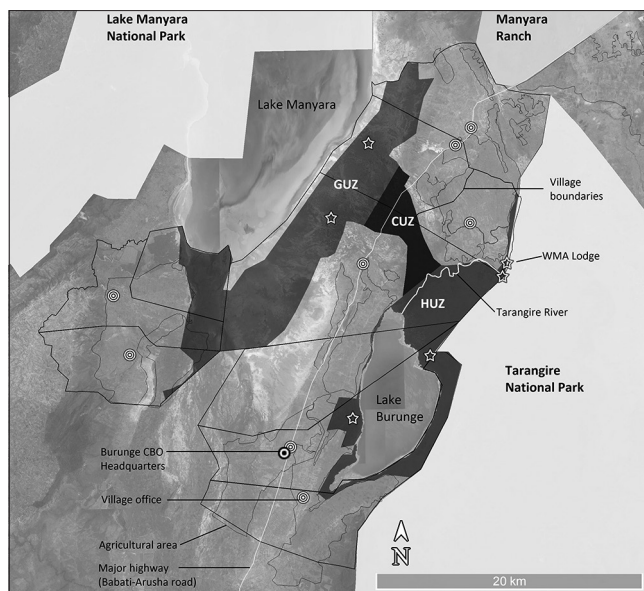 Lake Manyara
National Park
Manyara
Ranch
Lake Manyara
GUZ
CUZ
Village
boundaries
WMA Lodge
HUZ
Tarangire River
Tarangire
National Park
Lake
Burunge
Burunge CBO
Headquarters
Village office
Agricultural area
Major highway
(Babati-Arusha road)
N
20 km